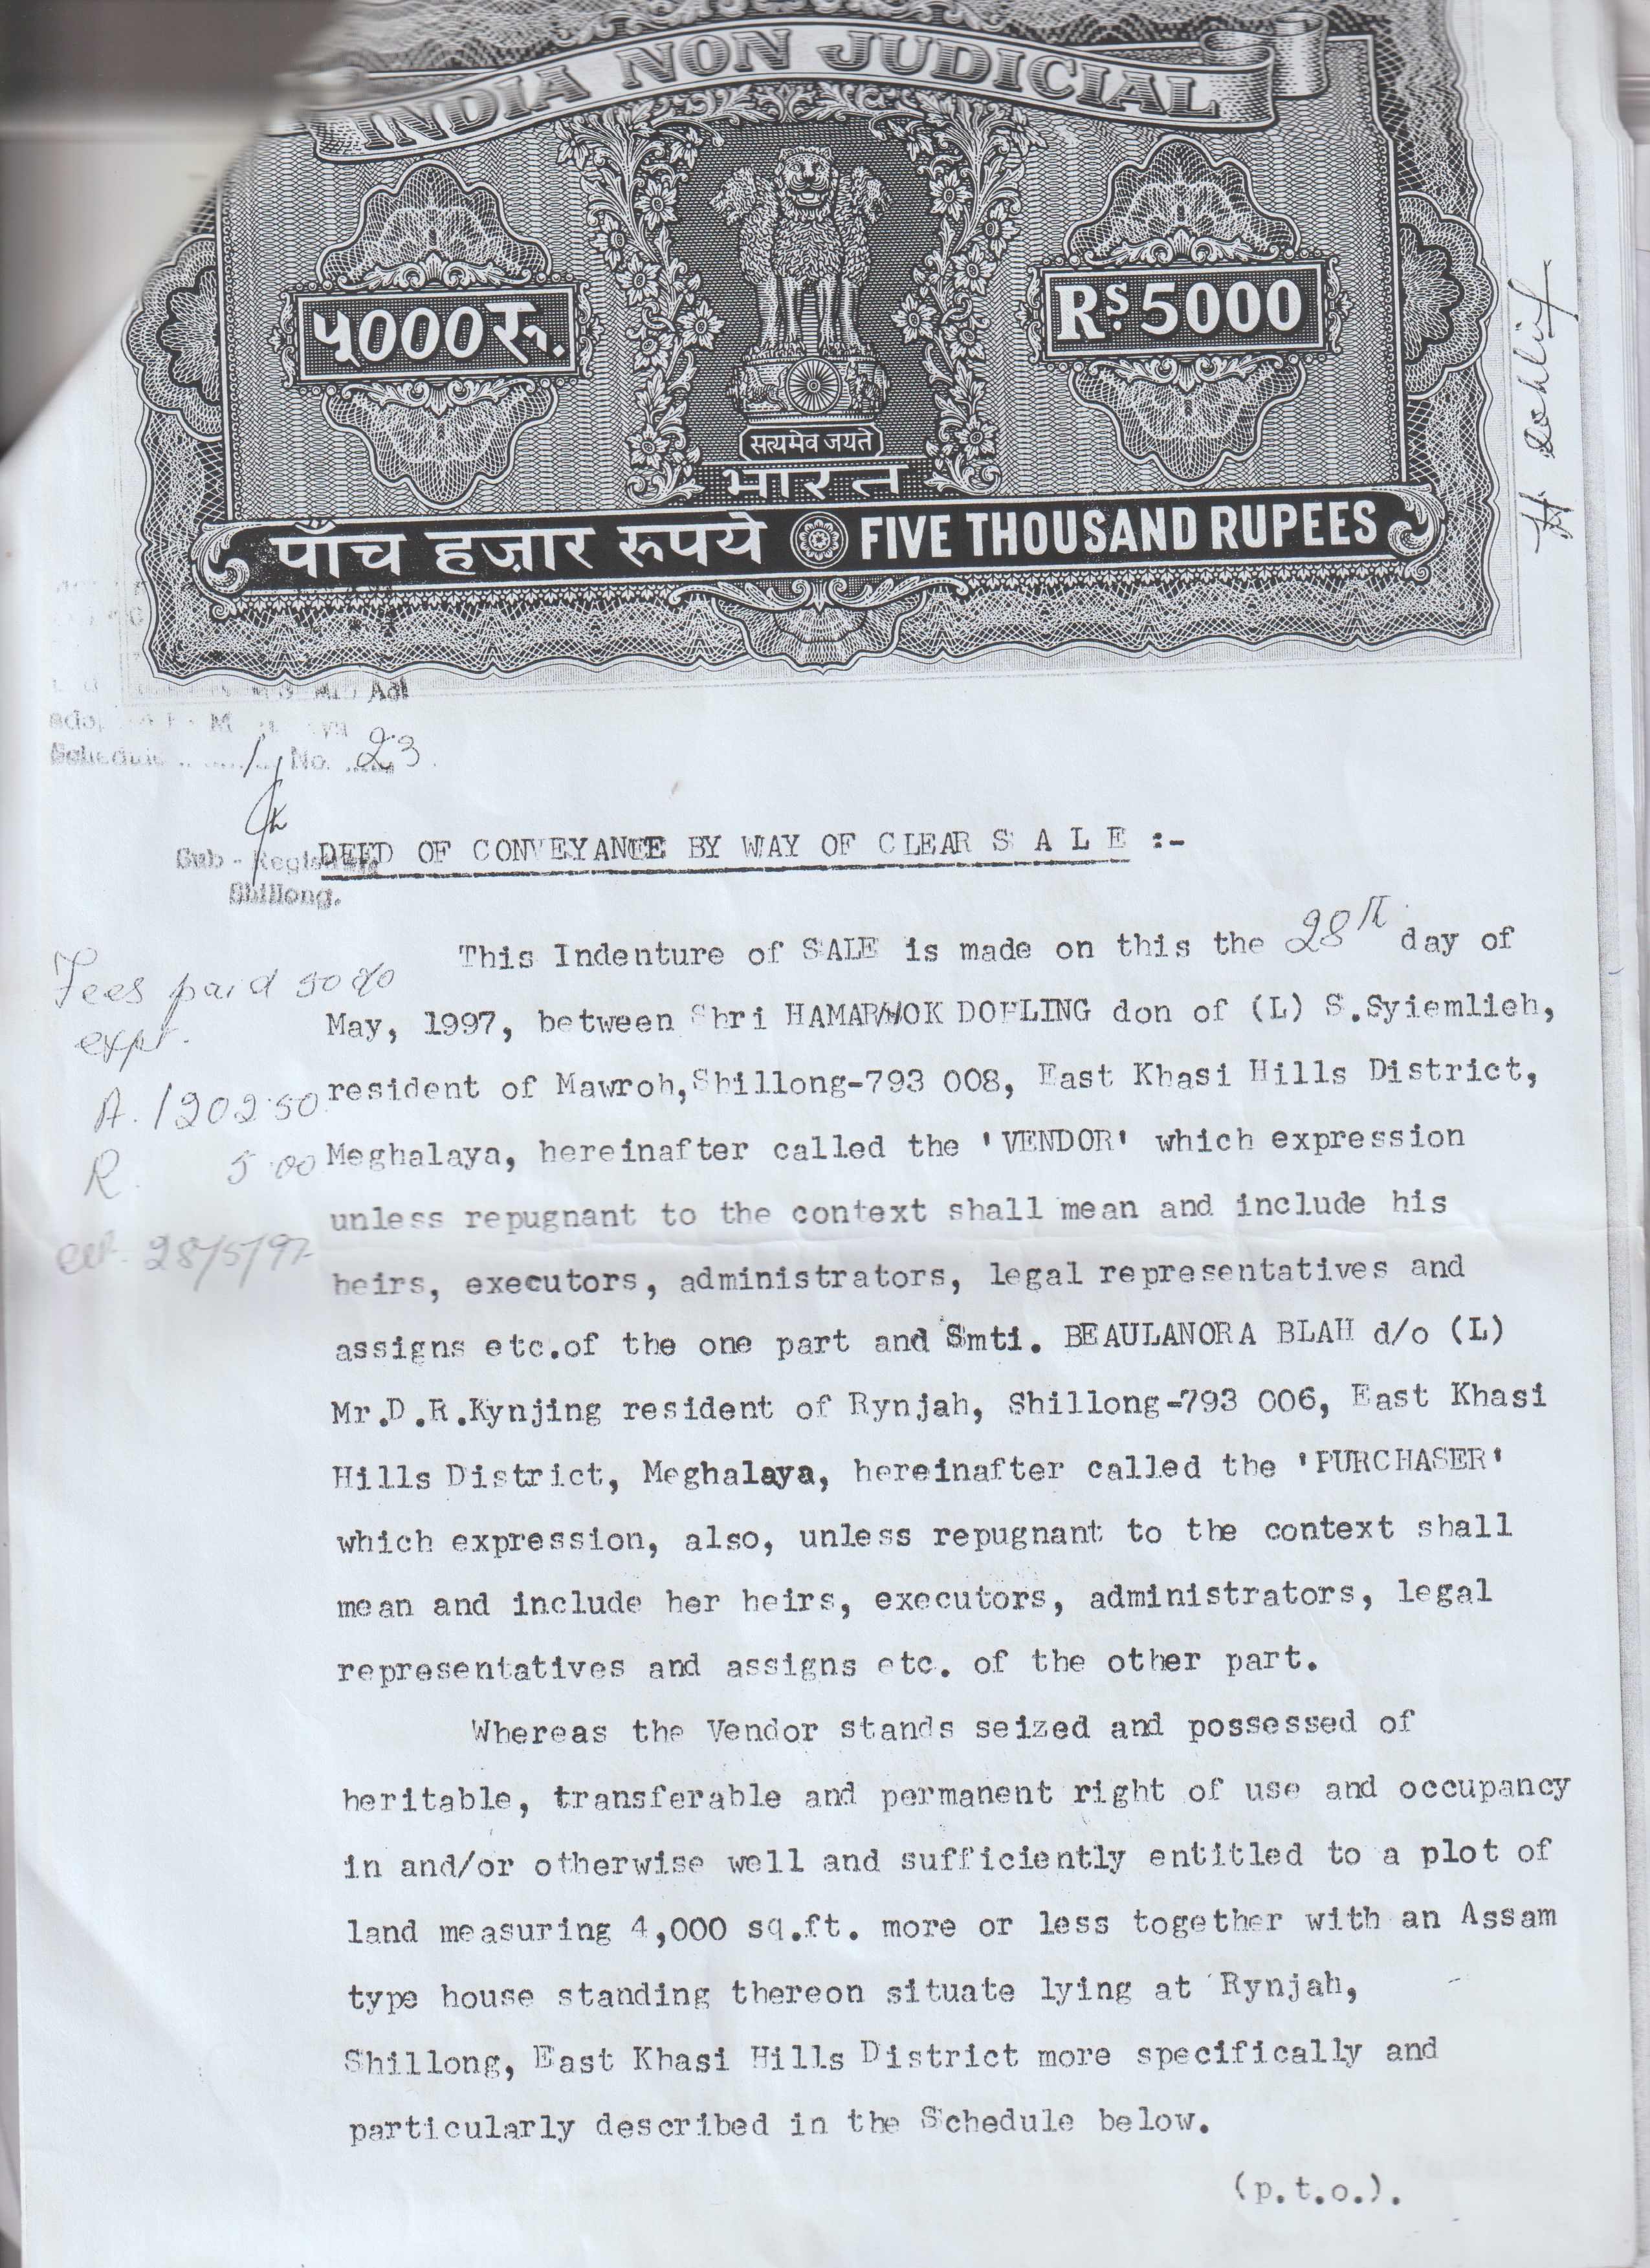 INDIA NON JUDICIAL
५000रु.
Rs. 5000
सत्यमेव जयते
भारत
पाँच हज़ार रुपये FIVE THOUSAND RUPEES
Schedule No. 23
Sub - Registrar
Shillong.
DEED OF CONVEYANCE BY WAY OF CLEAR S A L E :-
Fees paid
A. 1202.50
R. 5.00
28/5/97
This Indenture of SALE is made on this the 28th day of
May, 1997, between Shri HAMARWOK DOHLING don of (L) S.Syiemlieh,
resident of Mawroh, Shillong-793 008, East Khasi Hills District,
Meghalaya, hereinafter called the 'VENDOR' which expression
unless repugnant to the context shall mean and include his
heirs, executors, administrators, legal representatives and
assigns etc.of the one part and Smti. BEAULANORA BLAH d/o (L)
Mr.D.R.Kynjing resident of Rynjah, Shillong-793 006, East Khasi
Hills District, Meghalaya, hereinafter called the 'PURCHASER'
which expression, also, unless repugnant to the context shall
mean and include her heirs, executors, administrators, legal
representatives and assigns etc. of the other part.
Whereas the Vendor stands seized and possessed of
heritable, transferable and permanent right of use and occupancy
in and/or otherwise well and sufficiently entitled to a plot of
land measuring 4,000 sq.ft. more or less together with an Assam
type house standing thereon situate lying at Rynjah,
Shillong, East Khasi Hills District more specifically and
particularly described in the Schedule below.
(p.t.o.).